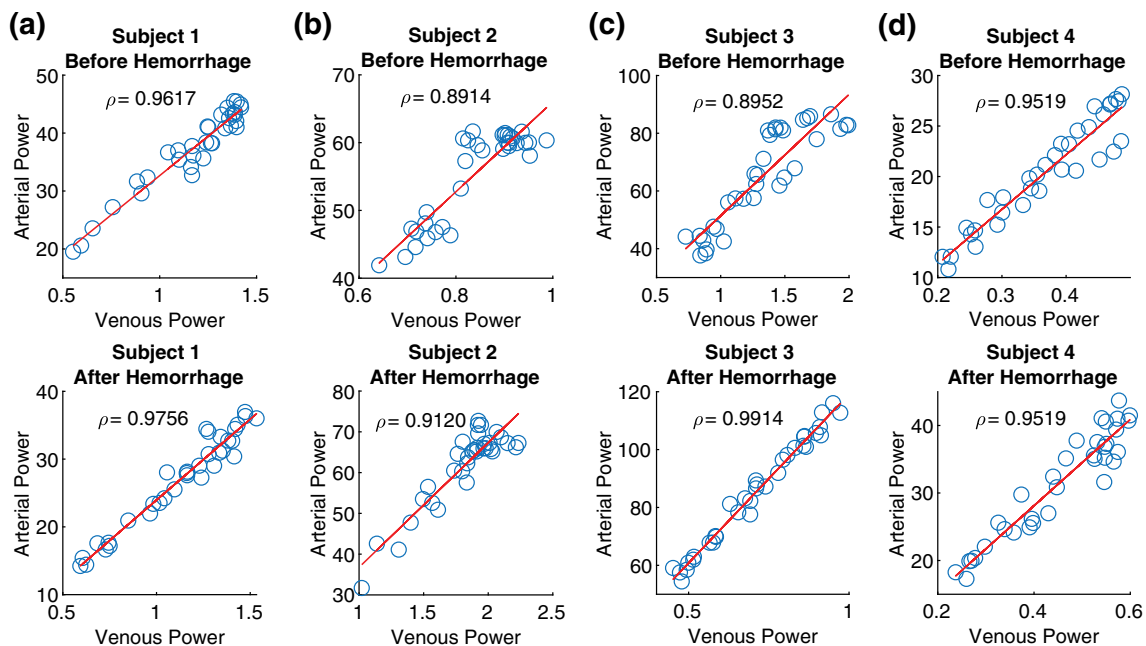 (a)
Subject 1
Before Hemorrhage
ρ = 0.9617
Arterial Power
50
40
30
20
10
0.5 1 1.5
Venous Power
(b)
Subject 2
Before Hemorrhage
ρ = 0.8914
Arterial Power
70
60
50
40
0.6 0.8 1
Venous Power
(c)
Subject 3
Before Hemorrhage
ρ = 0.8952
Arterial Power
100
80
60
40
20
0.5 1 1.5 2
Venous Power
(d)
Subject 4
Before Hemorrhage
ρ = 0.9519
Arterial Power
30
25
20
15
10
0.2 0.3 0.4
Venous Power
Subject 1
After Hemorrhage
ρ = 0.9756
Arterial Power
40
30
20
10
0.5 1 1.5
Venous Power
Subject 2
After Hemorrhage
ρ = 0.9120
Arterial Power
80
70
60
50
40
30
1 1.5 2 2.5
Venous Power
Subject 3
After Hemorrhage
ρ = 0.9914
Arterial Power
120
100
80
60
0.5 1
Venous Power
Subject 4
After Hemorrhage
ρ = 0.9519
Arterial Power
40
30
20
10
0.2 0.4 0.6
Venous Power